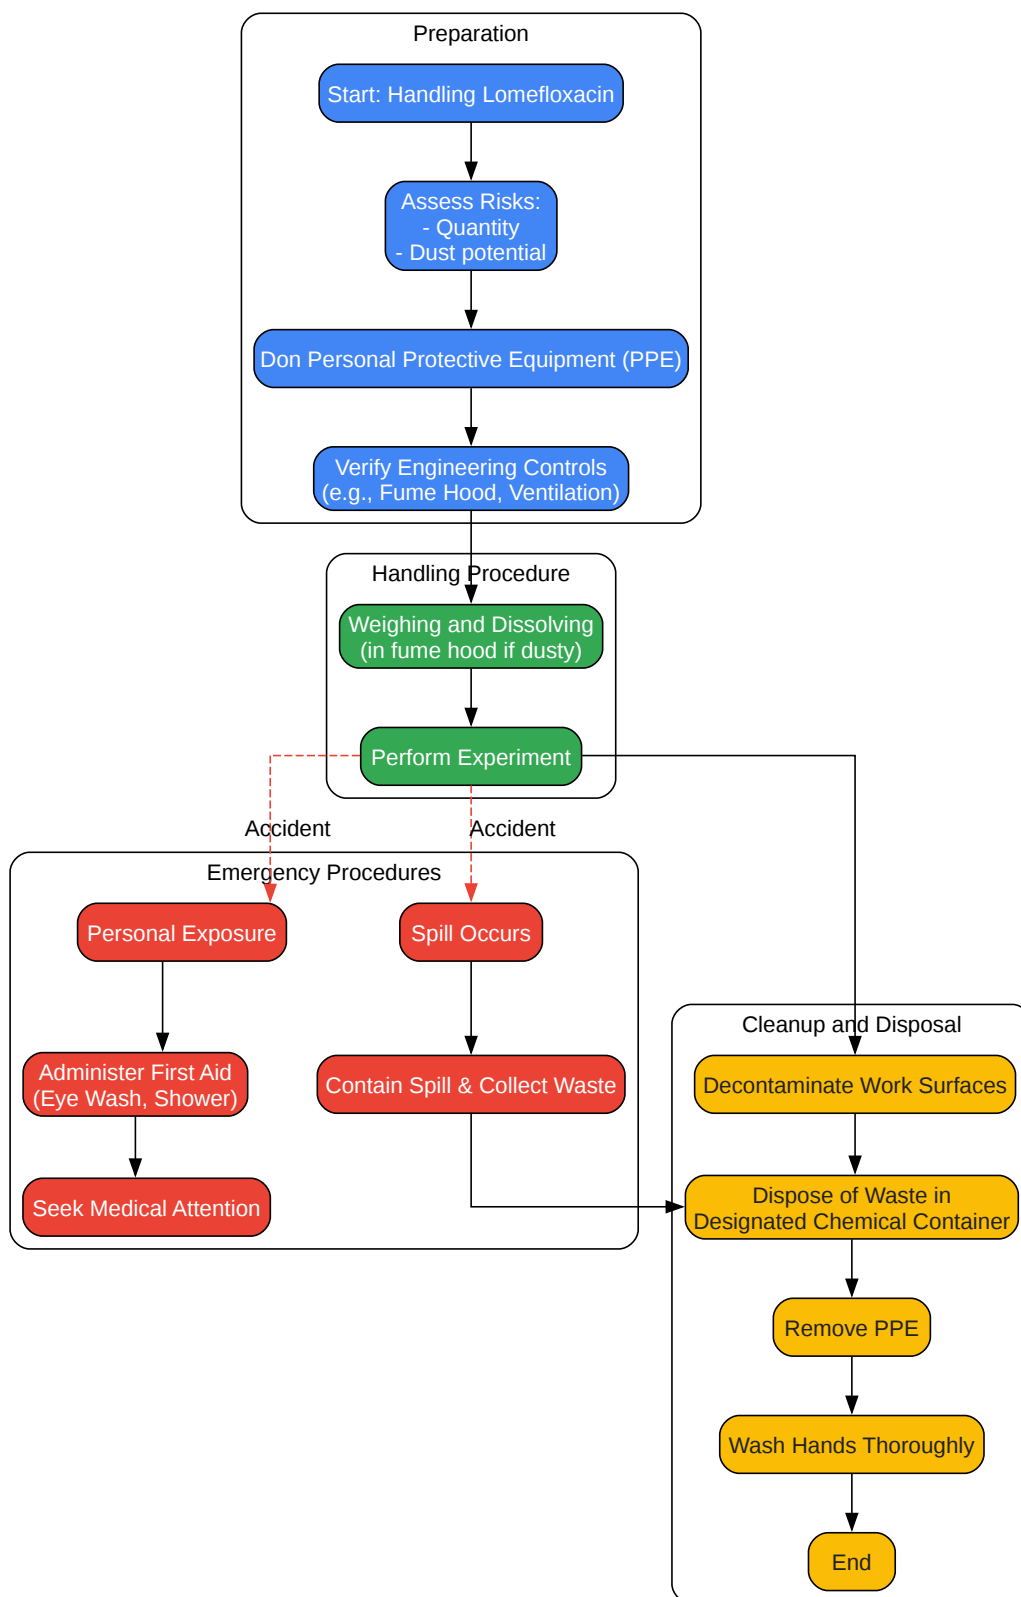 Preparation
Start: Handling Lomefloxacin
Assess Risks:
- Quantity
- Dust potential
Don Personal Protective Equipment (PPE)
Verify Engineering Controls
(e.g., Fume Hood, Ventilation)
Handling Procedure
Weighing and Dissolving
(in fume hood if dusty)
Perform Experiment
Accident
Accident
Emergency Procedures
Personal Exposure
Spill Occurs
Administer First Aid
(Eye Wash, Shower)
Contain Spill & Collect Waste
Seek Medical Attention
Cleanup and Disposal
Decontaminate Work Surfaces
Dispose of Waste in
Designated Chemical Container
Remove PPE
Wash Hands Thoroughly
End